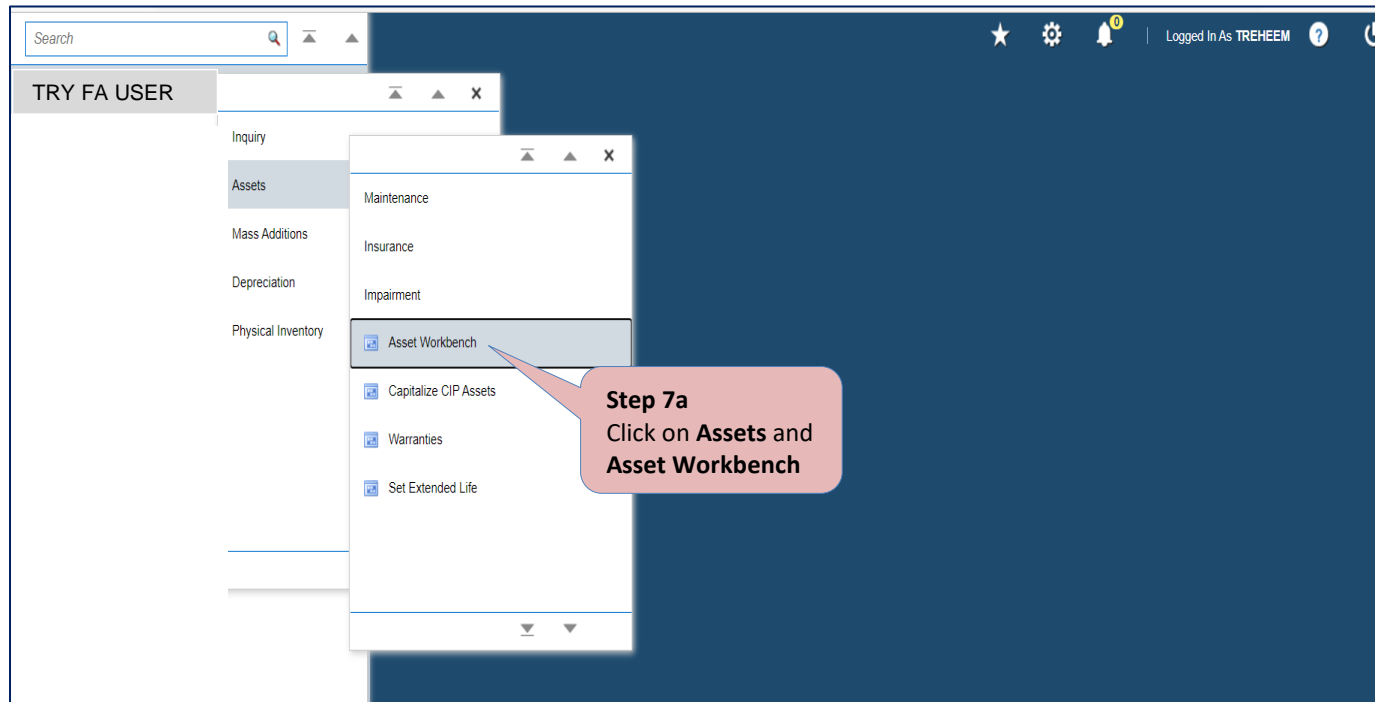 Search
0
Logged In As TREHEEM
?
TRY FA USER
X
Inquiry
X
Assets
Maintenance
Mass Additions
Insurance
Depreciation
Impairment
Physical Inventory
Asset Workbench
Capitalize CIP Assets
Warranties
Set Extended Life
Step 7a
Click on Assets and
Asset Workbench